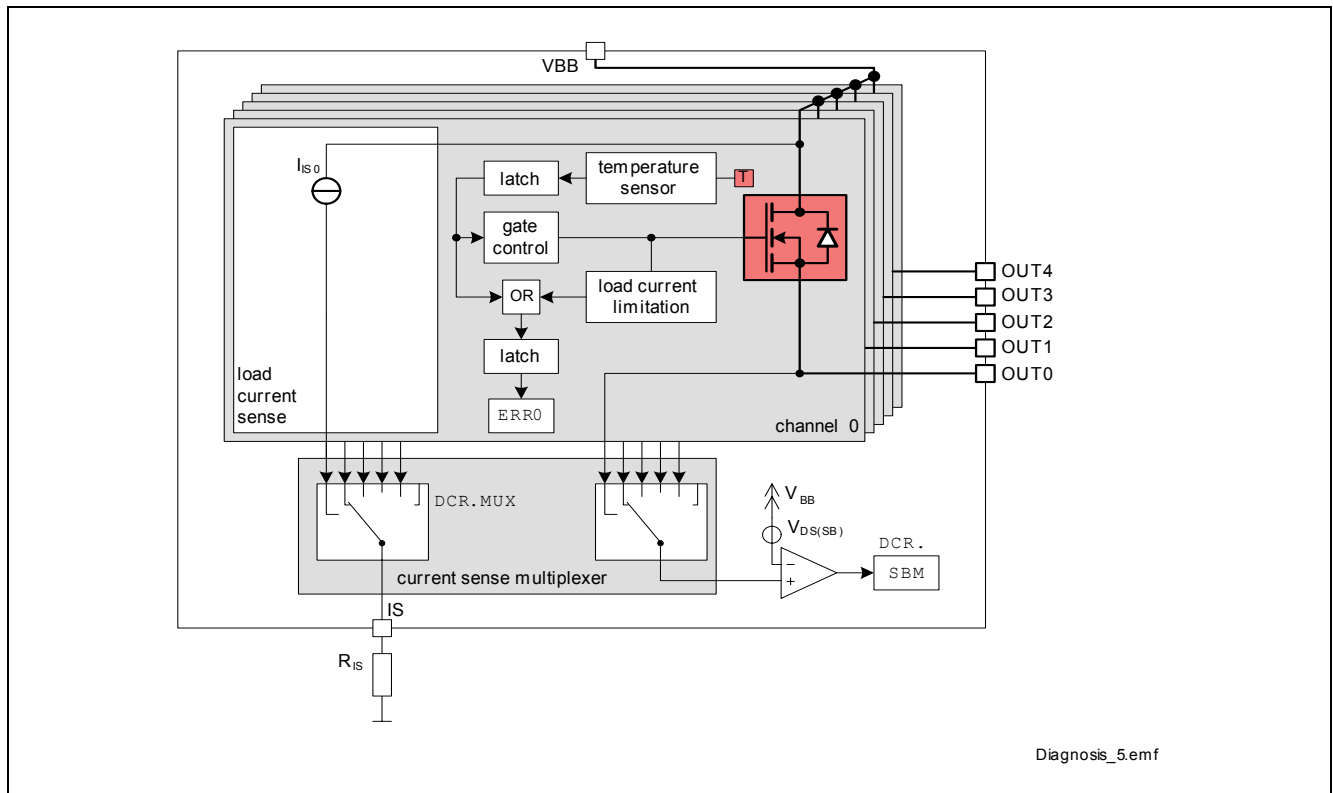 VBB
I IS0
temperature
sensor
T
latch
gate
control
load current
limitation
OR
latch
ERR0
load
current
sense
channel 0
OUT4
OUT3
OUT2
OUT1
OUT0
DCR.MUX
current sense multiplexer
VBB
VDS(SB)
-
+
DCR.
SBM
IS
RIS
Diagnosis_5.emf